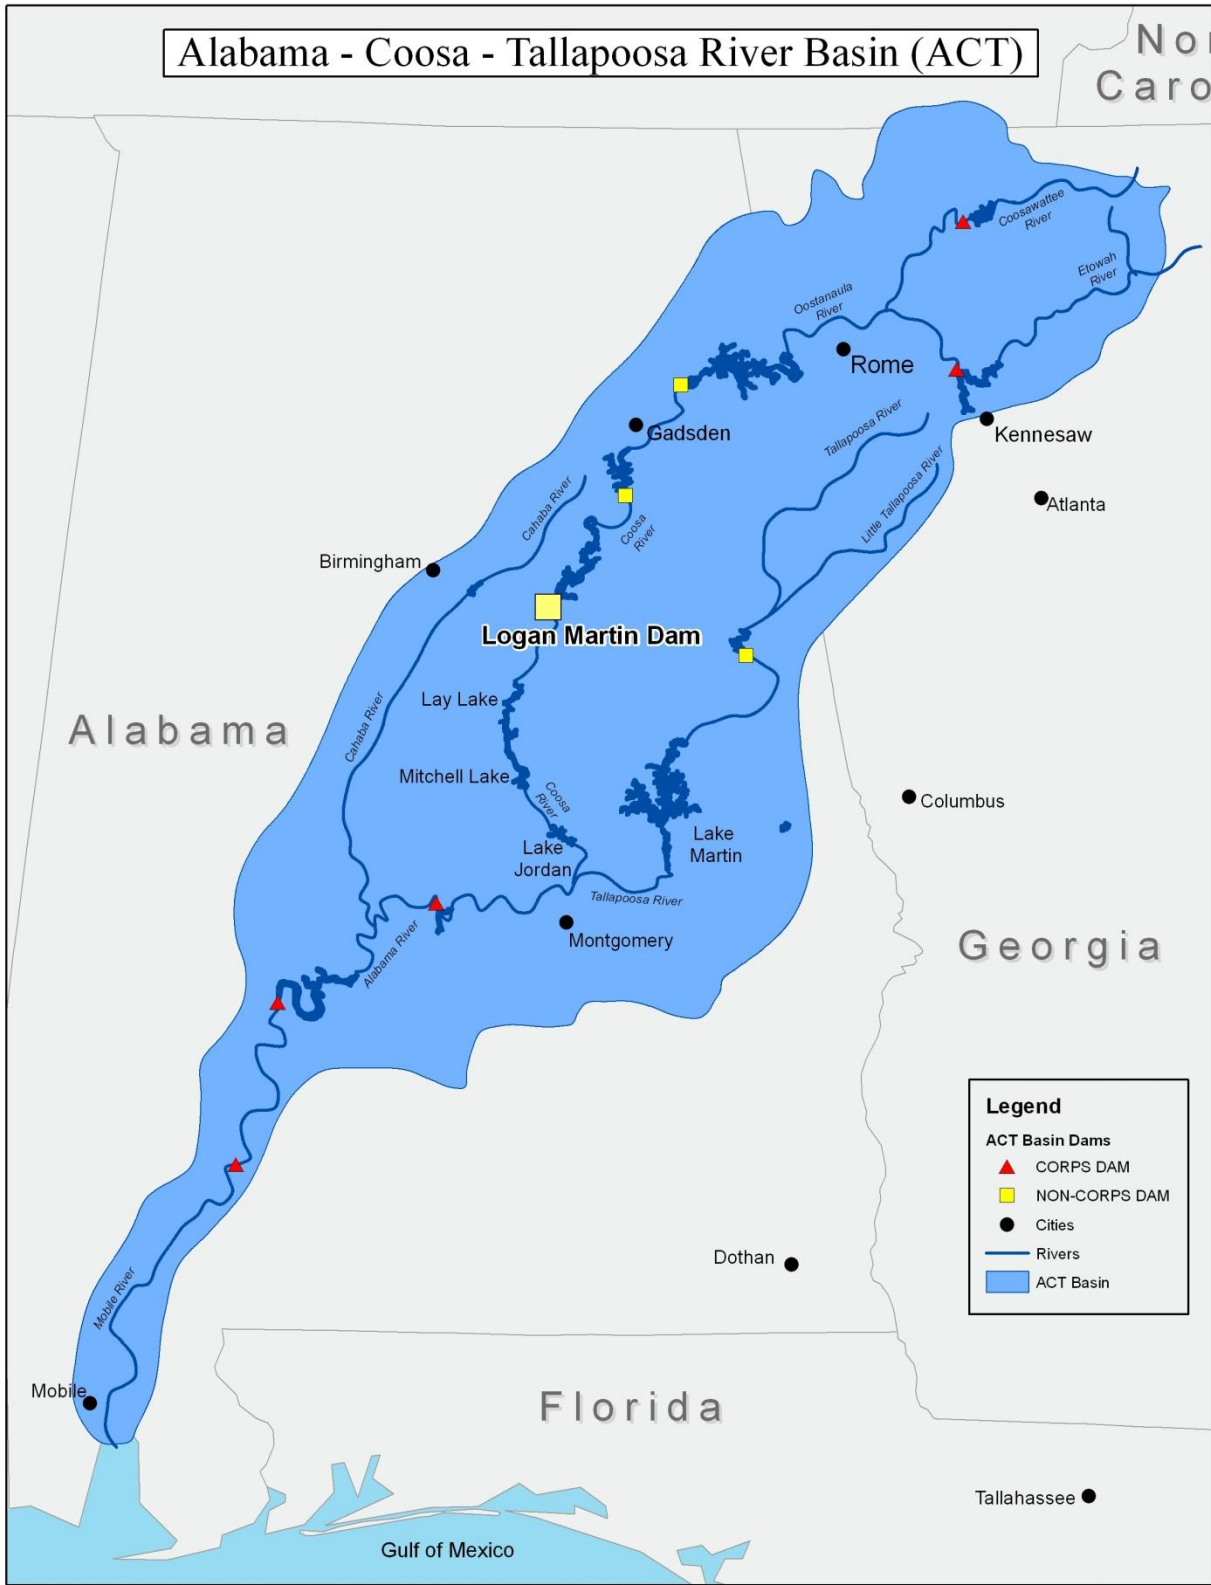 Alabama - Coosa - Tallapoosa River Basin (ACT)
Nor
Caro
Coosawattee
River
Etowah
River
Oostanaula
River
Rome
Gadsden
Tallapoosa River
Kennesaw
Little Tallapoosa River
Atlanta
Cahaba River
Coosa
River
Birmingham
Logan Martin Dam
Lay Lake
Cahaba River
Alabama
Mitchell Lake
Coosa
River
Columbus
Lake
Martin
Lake
Jordan
Tallapoosa River
Montgomery
Alabama River
Georgia
Legend
ACT Basin Dams
CORPS DAM
NON-CORPS DAM
Cities
Rivers
ACT Basin
Dothan
Mobile River
Mobile
Florida
Tallahassee
Gulf of Mexico